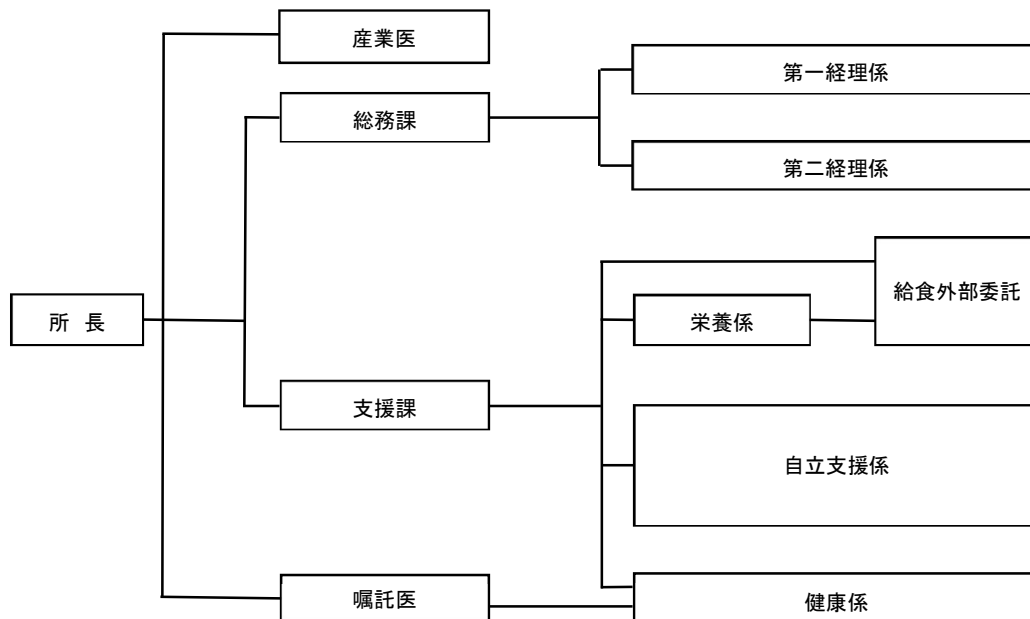 産業医
第一経理係
総務課
第二経理係
給食外部委託
所 長
栄養係
支援課
自立支援係
嘱託医
健康係